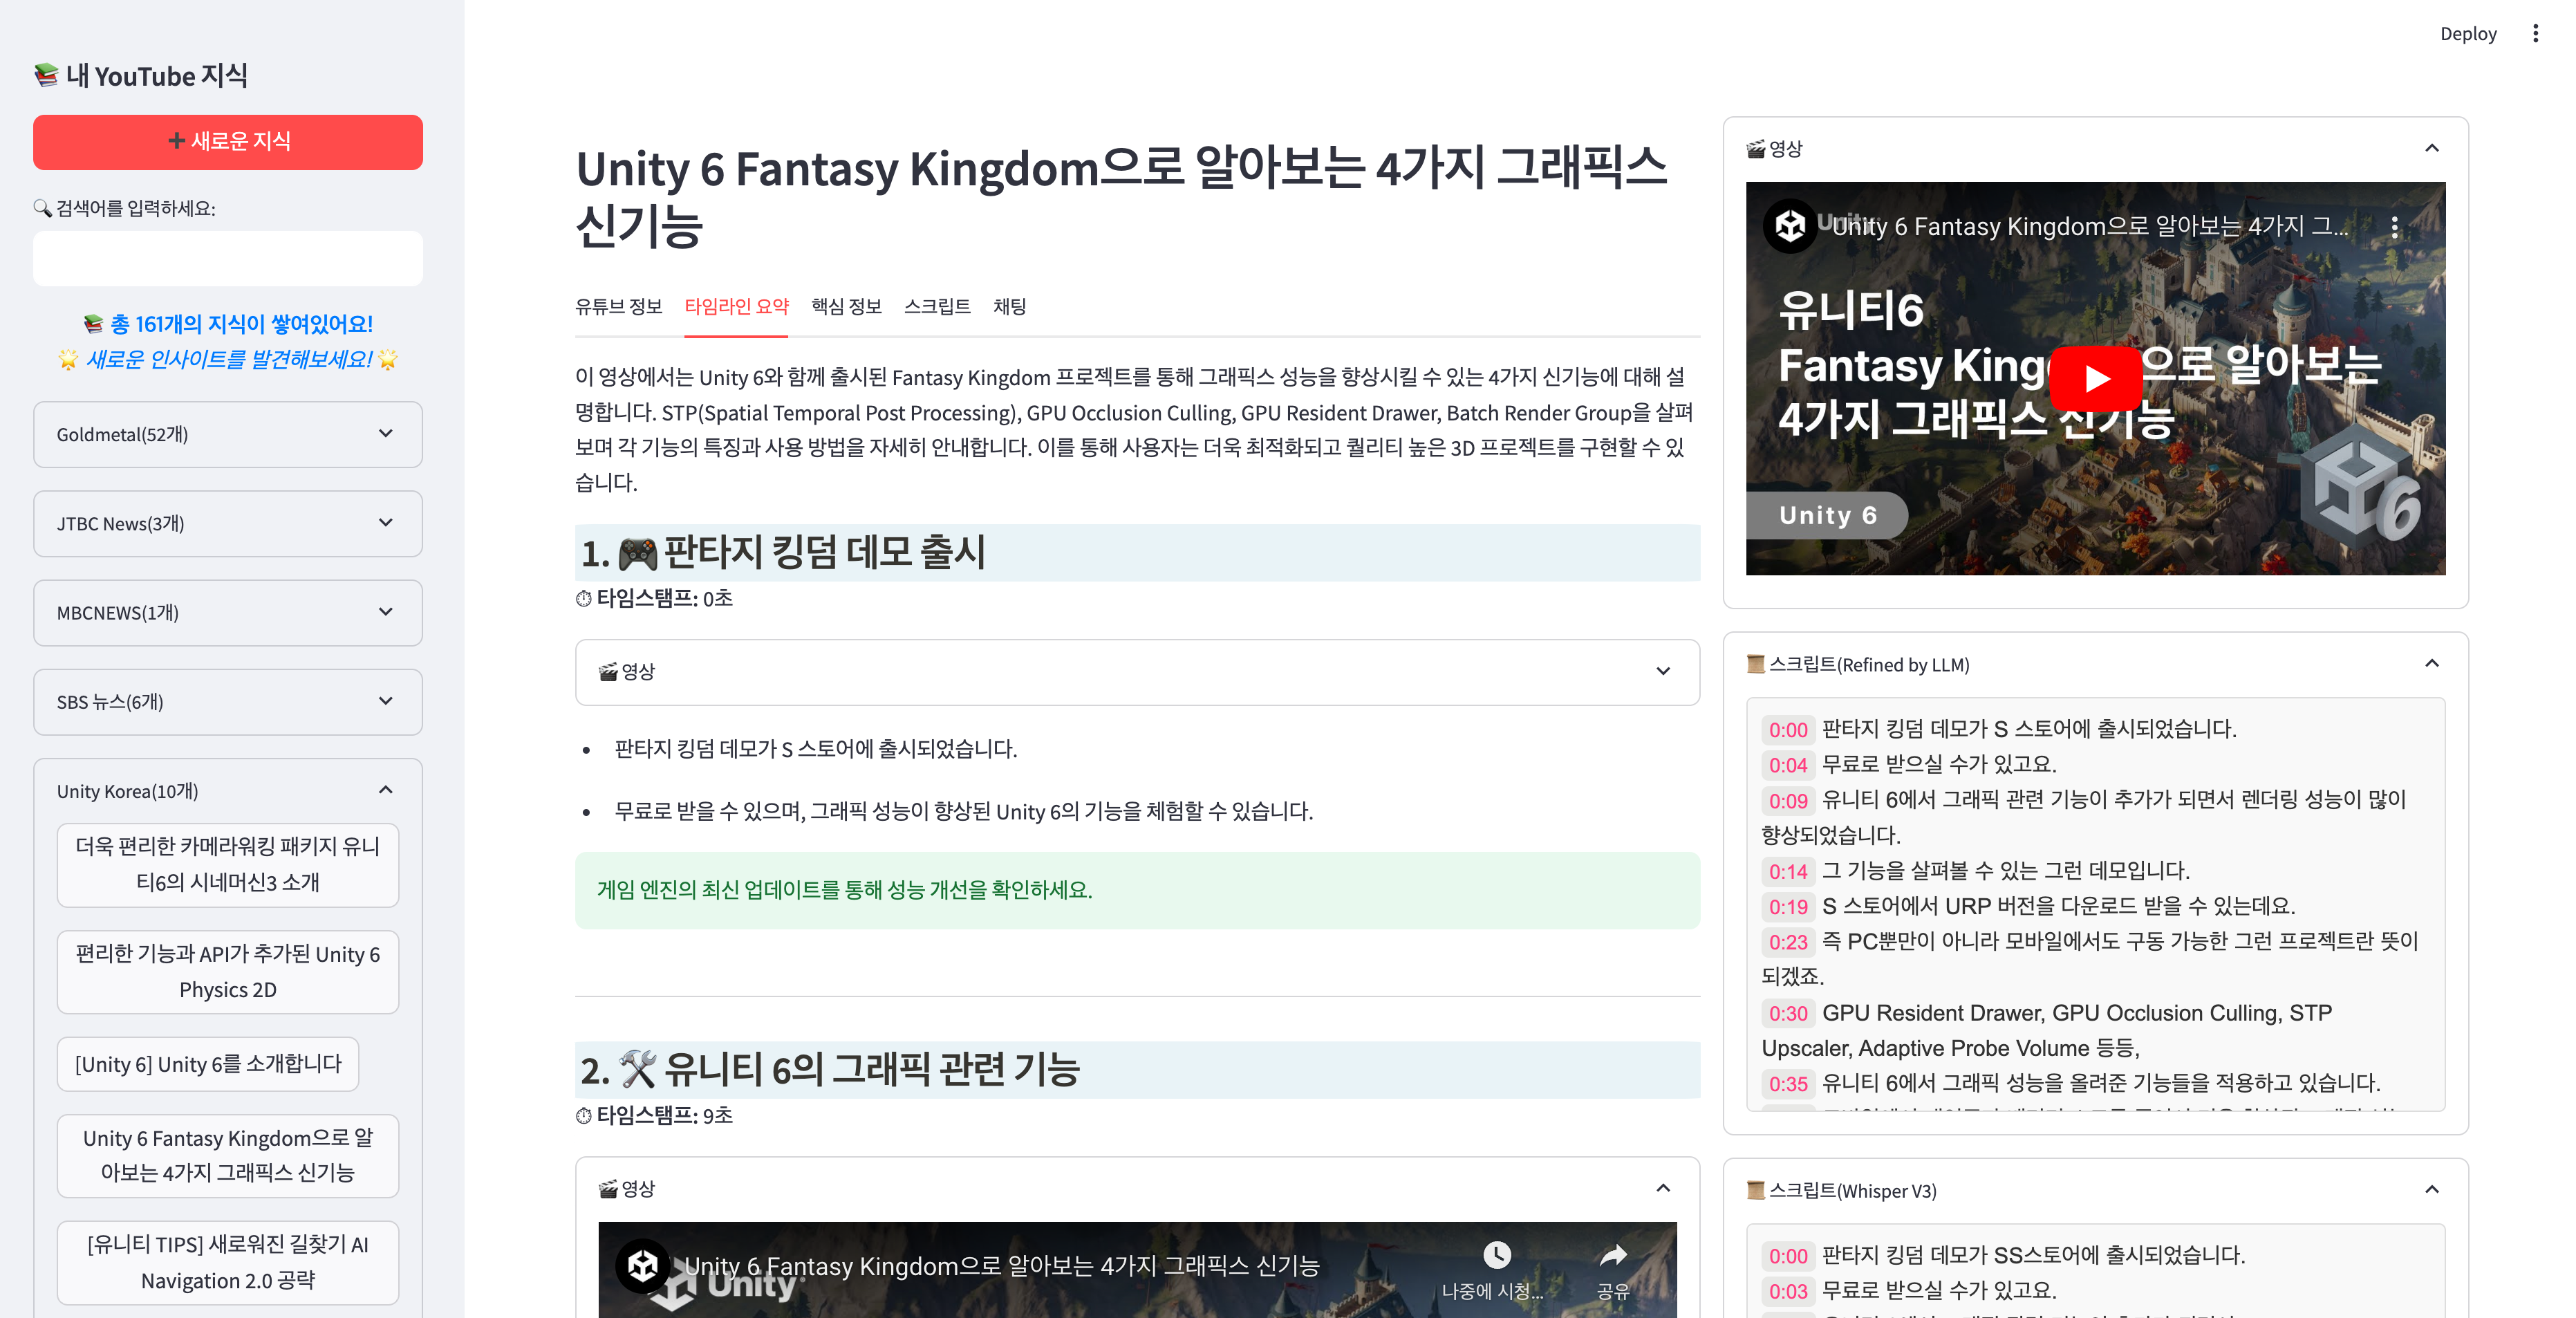 Deploy
📚 내 YouTube 지식
➕ 새로운 지식
🔍 검색어를 입력하세요:
📚 총 161개의 지식이 쌓여있어요!
🌟 새로운 인사이트를 발견해보세요! 🌟
Goldmetal(52개)
JTBC News(3개)
MBCNEWS(1개)
SBS 뉴스(6개)
Unity Korea(10개)
더욱 편리한 카메라워킹 패키지 유니
티6의 시네머신3 소개
편리한 기능과 API가 추가된 Unity 6
Physics 2D
[Unity 6] Unity 6를 소개합니다
Unity 6 Fantasy Kingdom으로 알
아보는 4가지 그래픽스 신기능
[유니티 TIPS] 새로워진 길찾기 AI
Navigation 2.0 공략
Unity 6 Fantasy Kingdom으로 알아보는 4가지 그래픽스
신기능
유튜브 정보 타임라인 요약 핵심 정보 스크립트 채팅
이 영상에서는 Unity 6와 함께 출시된 Fantasy Kingdom 프로젝트를 통해 그래픽스 성능을 향상시킬 수 있는 4가지 신기능에 대해 설
명합니다. STP(Spatial Temporal Post Processing), GPU Occlusion Culling, GPU Resident Drawer, Batch Render Group을 살펴
보며 각 기능의 특징과 사용 방법을 자세히 안내합니다. 이를 통해 사용자는 더욱 최적화되고 퀄리티 높은 3D 프로젝트를 구현할 수 있
습니다.
1. 🎮 판타지 킹덤 데모 출시
⏱ 타임스탬프: 0초
🎬 영상
• 판타지 킹덤 데모가 S 스토어에 출시되었습니다.
• 무료로 받을 수 있으며, 그래픽 성능이 향상된 Unity 6의 기능을 체험할 수 있습니다.
게임 엔진의 최신 업데이트를 통해 성능 개선을 확인하세요.
2. 🛠 유니티 6의 그래픽 관련 기능
⏱ 타임스탬프: 9초
🎬 영상
Unity 6 Fantasy Kingdom으로 알아보는 4가지 그래픽스 신기능
Unity
나중에 시청...
공유
🎬 영상
Unity
Unity 6 Fantasy Kingdom으로 알아보는 4가지 그...
유니티6
Fantasy King 으로 알아보는
4가지 그래픽스 신기능
Unity 6
6
📜 스크립트(Refined by LLM)
0:00 판타지 킹덤 데모가 S 스토어에 출시되었습니다.
0:04 무료로 받으실 수가 있고요.
0:09 유니티 6에서 그래픽 관련 기능이 추가가 되면서 렌더링 성능이 많이
향상되었습니다.
0:14 그 기능을 살펴볼 수 있는 그런 데모입니다.
0:19 S 스토어에서 URP 버전을 다운로드 받을 수 있는데요.
0:23 즉 PC뿐만이 아니라 모바일에서도 구동 가능한 그런 프로젝트란 뜻이
되겠죠.
0:30 GPU Resident Drawer, GPU Occlusion Culling, STP
Upscaler, Adaptive Probe Volume 등등,
0:35 유니티 6에서 그래픽 성능을 올려준 기능들을 적용하고 있습니다.
📜 스크립트(Whisper V3)
0:00 판타지 킹덤 데모가 SS스토어에 출시되었습니다.
0:03 무료로 받으실 수가 있고요.